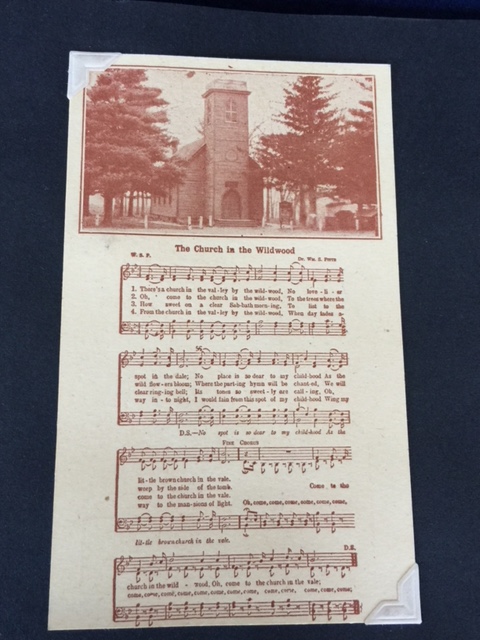 The Church in the Wildwood
W. S. P. Dr. Wm. S. Pitts
1. There's a church in the val-ley by the wild-wood, No love-li-er
2. Oh, come to the church in the wild-wood, To the trees where the
3. How sweet on a clear Sab-bath morn-ing, To list to the
4. From the church in the val-ley by the wild-wood, When day fades a-
spot in the dale; No place is so dear to my child-hood As the
wild flow-ers bloom; Where the part-ing hymn will be chant-ed, We will
clear ring-ing bell; Its tones so sweet-ly are call-ing, Oh,
way in-to night, I would fain from this spot of my child-hood Wing my
D.S.—No spot is so dear to my child-hood As the
Fine Chorus
lit-tle brown church in the vale.
weep by the side of the tomb. Come to the
come to the church in the vale.
way to the man-sions of light. Oh, come, come, come, come, come, come,
lit-tle brown church in the vale.
D.S.
church in the wild - wood, Oh, come to the church in the vale;
come, come, come, come, come, come, come, come, come, come, come, come, come;